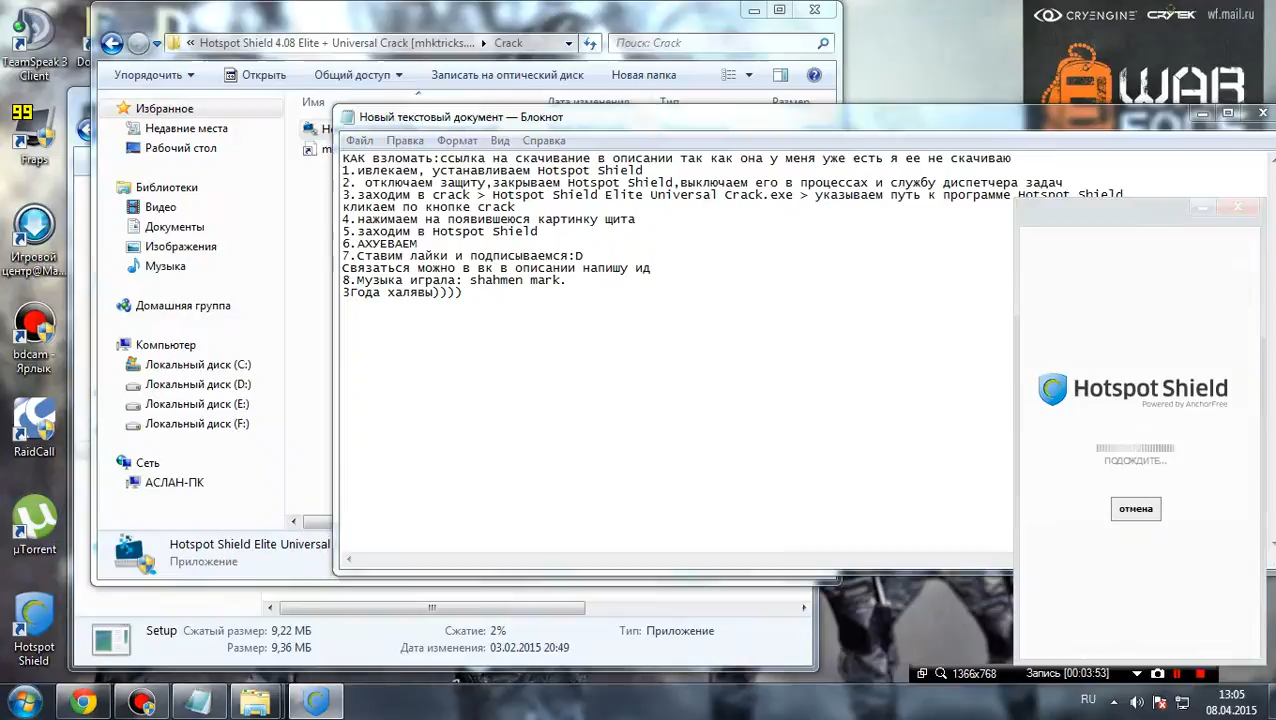 TeamSpeak 3
Client
99
Fraps
Игровой
центр@Ma...
bdcam -
Ярлык
RaidCall
µTorrent
Hotspot
Shield
« Hotspot Shield 4.08 Elite + Universal Crack [mhktricks.... ▸ Crack
Поиск: Crack
Упорядочить
Открыть
Общий доступ
Записать на оптический диск
Новая папка
Избранное
Недавние места
Рабочий стол
Библиотеки
Видео
Документы
Изображения
Музыка
Домашняя группа
Компьютер
Локальный диск (C:)
Локальный диск (D:)
Локальный диск (E:)
Локальный диск (F:)
Сеть
АСЛАН-ПК
Имя
Дата изменения
Тип
Размер
Hotspot Shield Elite Universal
Приложение
Setup
Сжатый размер: 9,22 МБ
Размер: 9,36 МБ
Сжатие: 2%
Дата изменения: 03.02.2015 20:49
Тип: Приложение
Новый текстовый документ — Блокнот
Файл Правка Формат Вид Справка
КАК взломать:ссылка на скачивание в описании так как она у меня уже есть я ее не скачиваю
1.ивлекаем, устанавливаем Hotspot Shield
2. отключаем защиту,закрываем Hotspot Shield,выключаем его в процессах и службу диспетчера задач
3.заходим в crack > Hotspot Shield Elite Universal Crack.exe > указываем путь к программе Hotspot Shield
кликаем по кнопке crack
4.нажимаем на появившеюся картинку щита
5.заходим в Hotspot Shield
6.АХУЕВАЕМ
7.Ставим лайки и подписываемся:D
Связаться можно в вк в описании напишу ид
8.Музыка играла: shahmen mark.
3Года халявы))))
CRYENGINE
CRYTEK
wf.mail.ru
WAR
Hotspot Shield
Powered by AnchorFree
ПОДОЖДИТЕ...
отмена
1366x768
Запись [00:03:53]
RU
13:05
08.04.2015